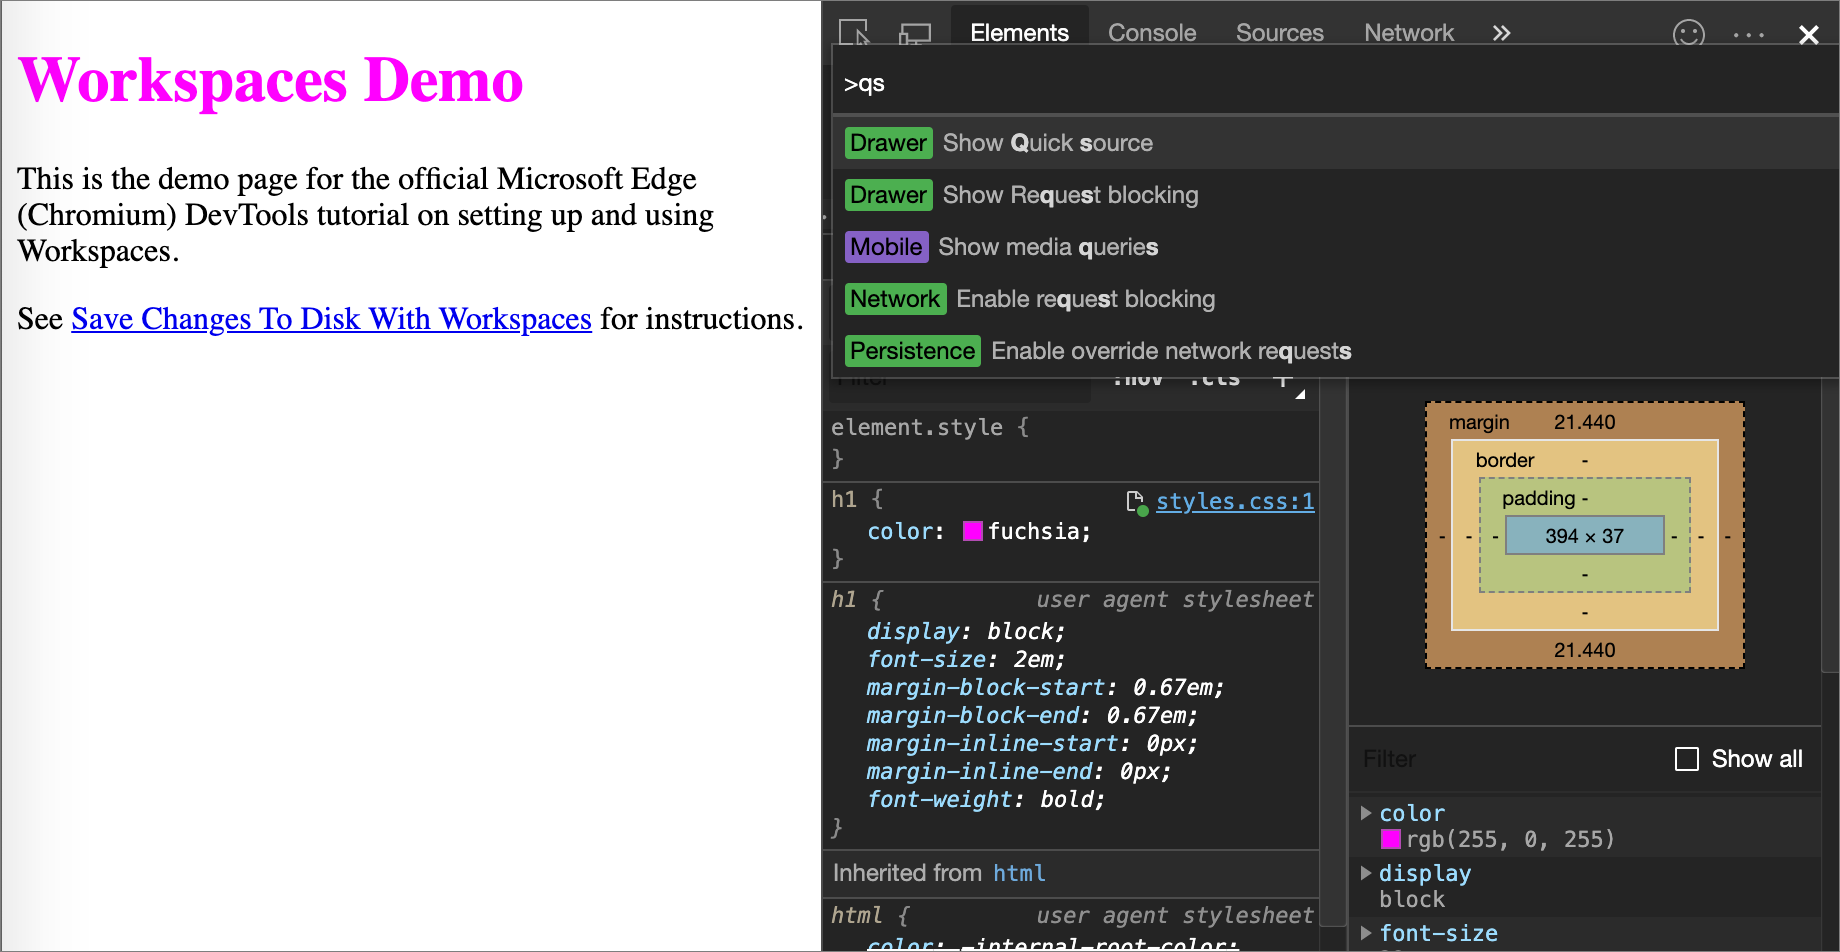 Workspaces Demo
This is the demo page for the official Microsoft Edge
(Chromium) DevTools tutorial on setting up and using
Workspaces.
See Save Changes To Disk With Workspaces for instructions.
Elements Console Sources Network »
>qs
Drawer Show Quick source
Drawer Show Request blocking
Mobile Show media queries
Network Enable request blocking
Persistence Enable override network requests
Filter :hov .cls +
element.style {
}
h1 { styles.css:1
color: fuchsia;
}
h1 { user agent stylesheet
display: block;
font-size: 2em;
margin-block-start: 0.67em;
margin-block-end: 0.67em;
margin-inline-start: 0px;
margin-inline-end: 0px;
font-weight: bold;
}
Inherited from html
html { user agent stylesheet
color: -internal-root-color;
margin 21.440
border -
padding -
- - - 394 × 37 - - -
-
-
21.440
Filter Show all
color
rgb(255, 0, 255)
display
block
font-size